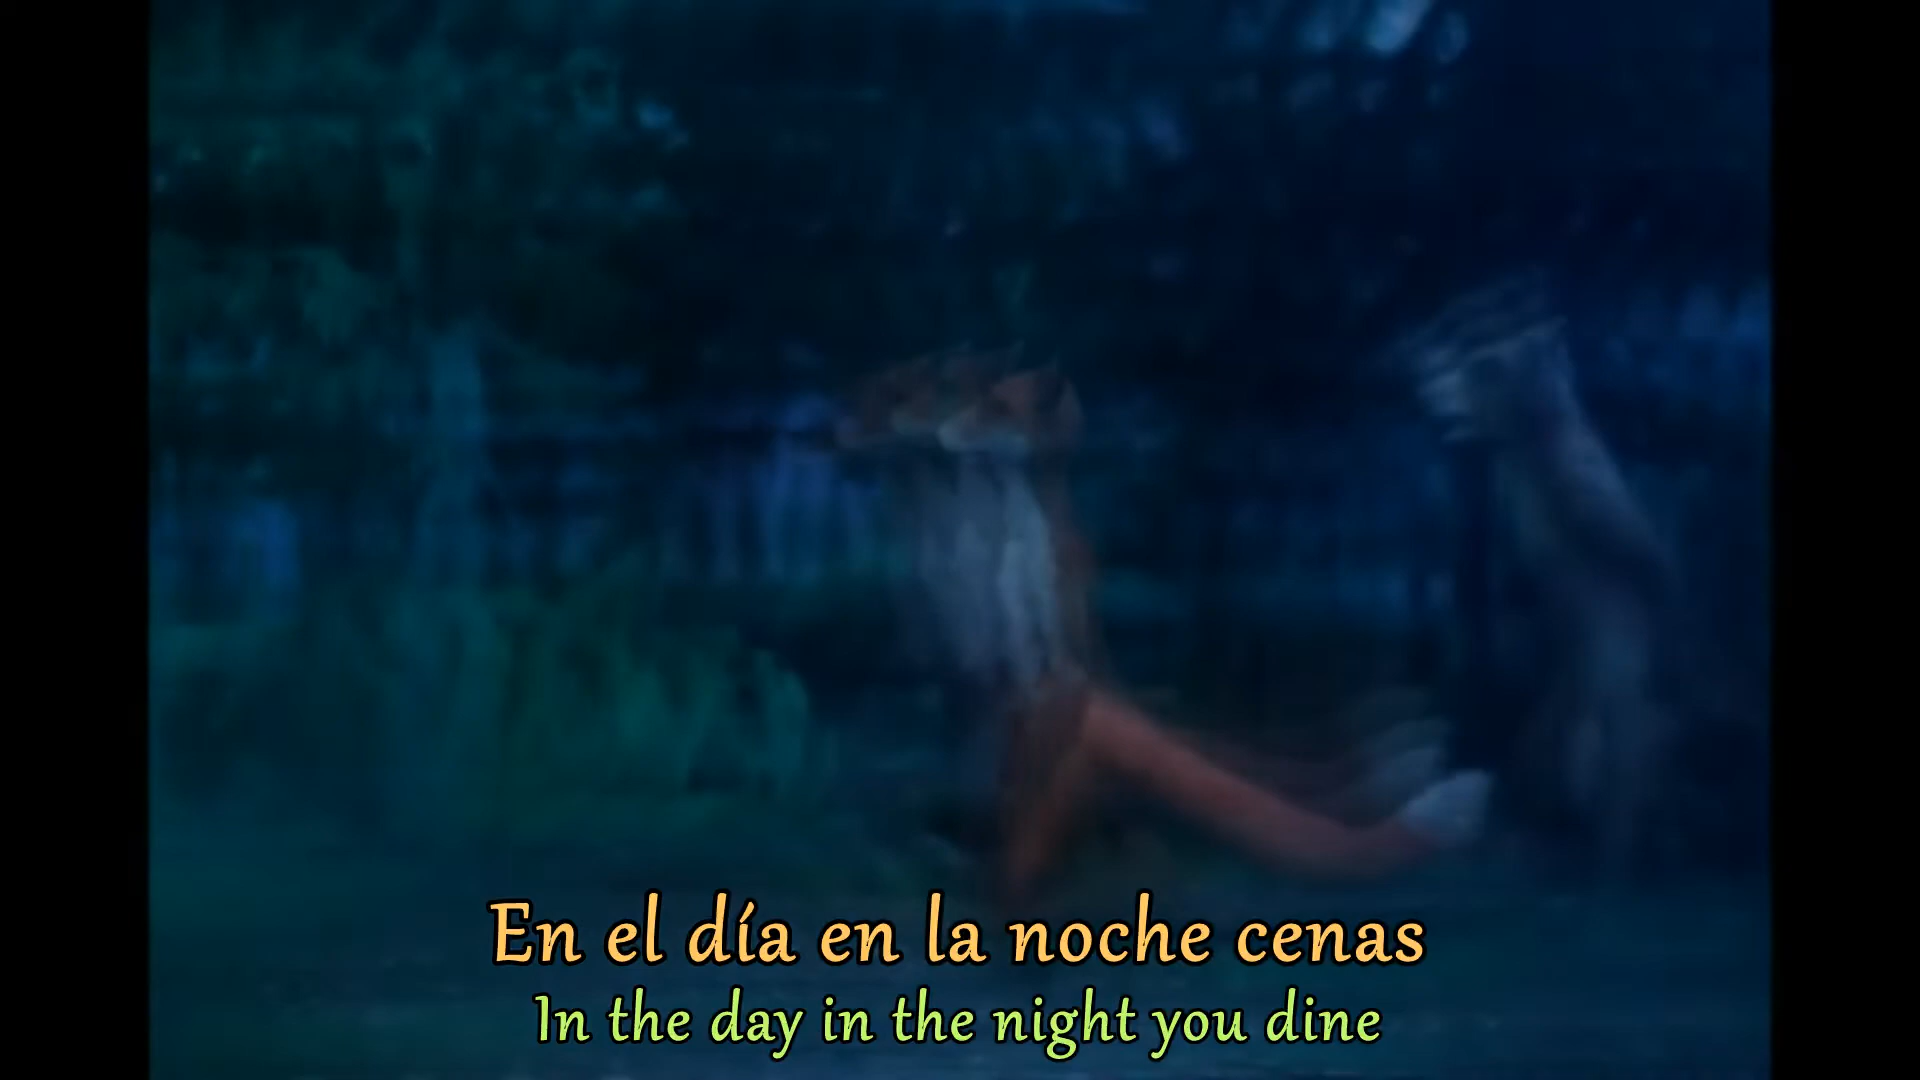 En el día en la noche cenas
In the day in the night you dine